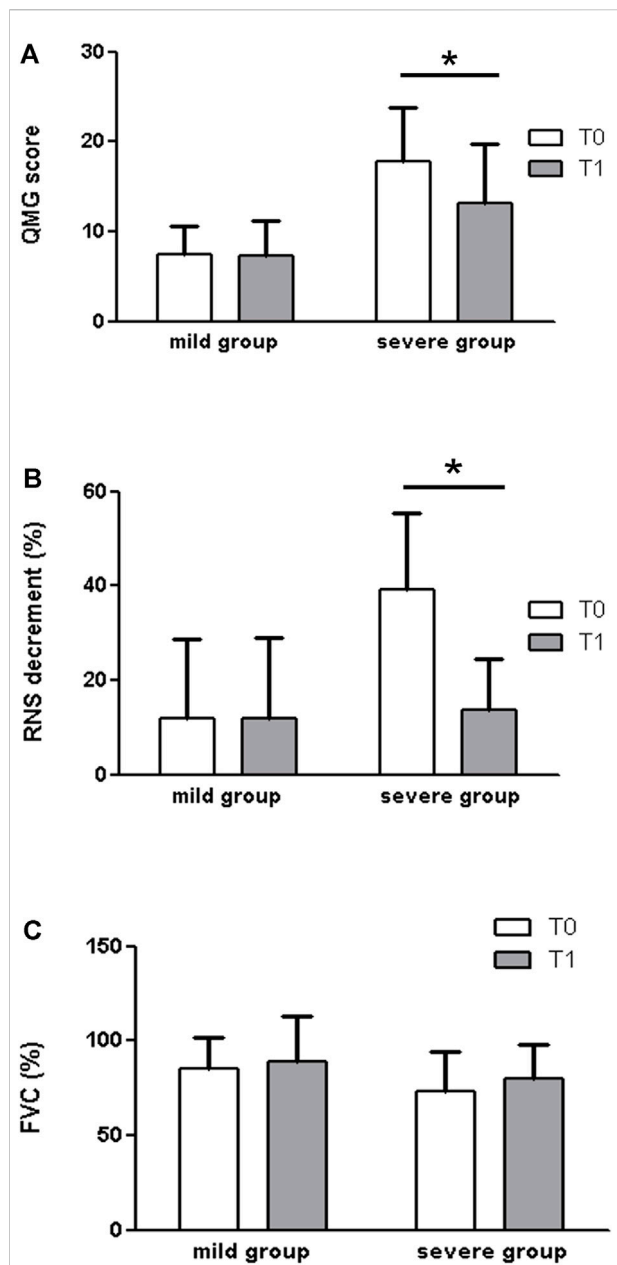 A
QMG score
30
20
10
0
*
T0
T1
mild group
severe group
B
RNS decrement (%)
60
40
20
0
*
T0
T1
mild group
severe group
C
FVC (%)
150
100
50
0
T0
T1
mild group
severe group